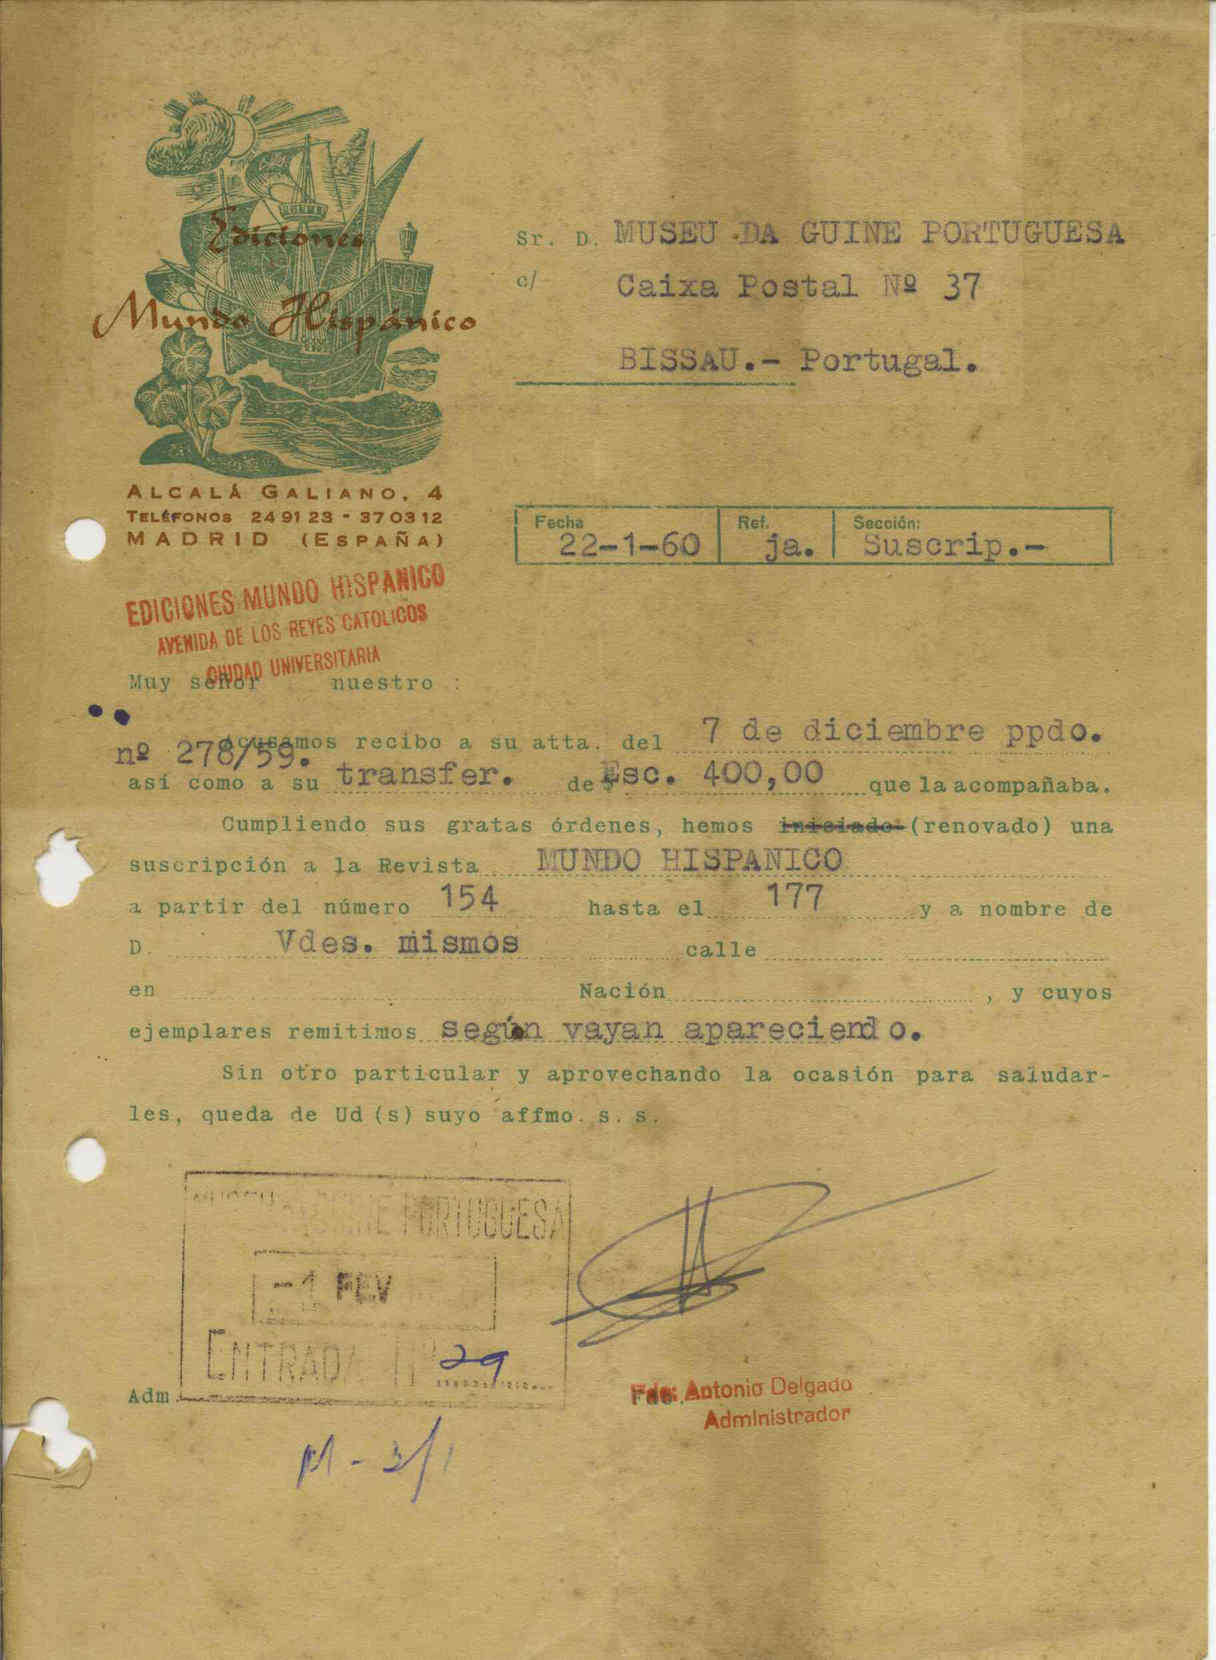 Ediciones
Mundo Hispánico
ALCALÁ GALIANO, 4
TELÉFONOS 24 91 23 - 37 03 12
MADRID (ESPAÑA)
EDICIONES MUNDO HISPANICO
AVENIDA DE LOS REYES CATOLICOS
CIUDAD UNIVERSITARIA
Sr. D. MUSEU DA GUINE PORTUGUESA
c/ Caixa Postal Nº 37
BISSAU.- Portugal.
Fecha 22-1-60 Ref. ja. Sección: Suscrip.-
Muy señor nuestro :
Acusamos recibo a su atta. del 7 de diciembre ppdo.
nº 278/59.
así como a su transfer. de $ Esc. 400,00 que la acompañaba.
Cumpliendo sus gratas órdenes, hemos iniciado (renovado) una
suscripción a la Revista MUNDO HISPANICO
a partir del número 154 hasta el 177 y a nombre de
D. Vdes. mismos calle
en Nación , y cuyos
ejemplares remitimos según vayan apareciendo.
Sin otro particular y aprovechando la ocasión para saludar-
les, queda de Ud (s) suyo affmo. s. s.
GUINE PORTUGUESA
-1 FEV
ENTRADA Nº 29
Adm.
Fdo: Antonio Delgado
Administrador
M-3/1